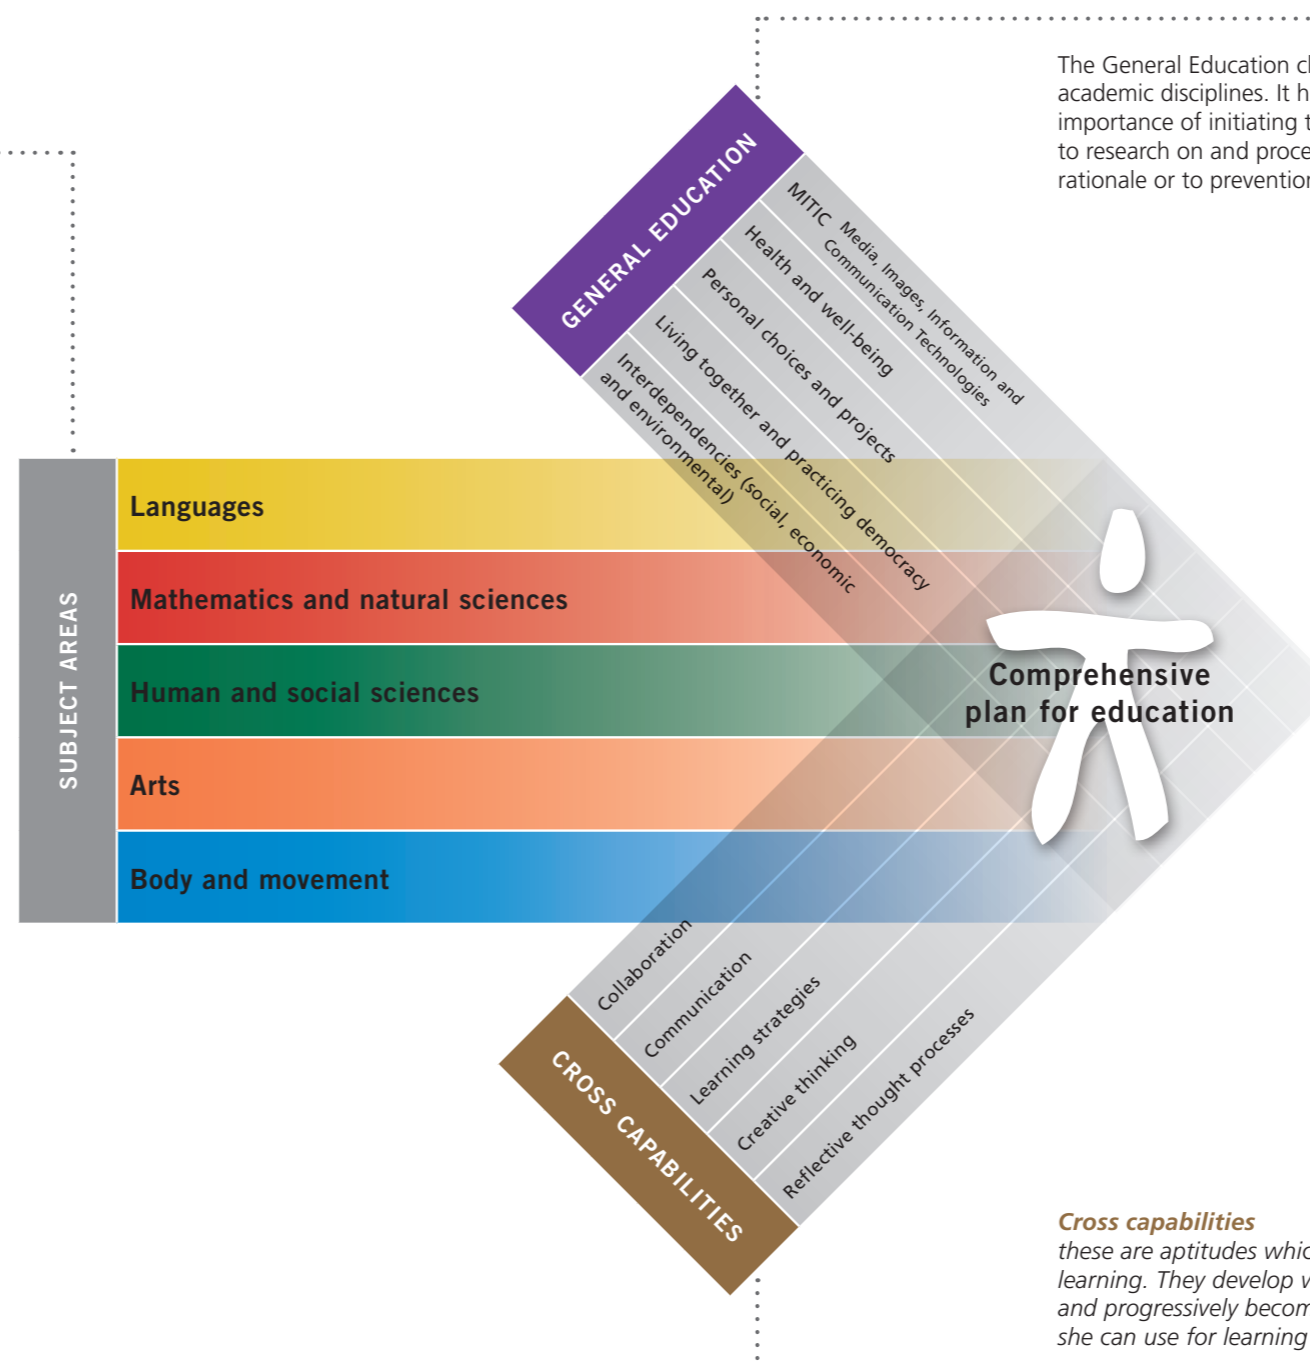 The General Education
academic disciplines. It
importance of initiating
to research on and
rationale or to prevention
GENERAL EDUCATION
MITIC Media, Images, Information and
Communication Technologies
Health and well-being
Personal choices and projects
Living together and practicing democracy
Interdependencies (social, economic
and environmental)
SUBJECT AREAS
Languages
Mathematics and natural sciences
Human and social sciences
Arts
Body and movement
Comprehensive
plan for education
Collaboration
Communication
Learning strategies
Creative thinking
Reflective thought processes
CROSS CAPABILITIES
Cross capabilities
these are aptitudes
learning. They develop
and progressively
she can use for learning